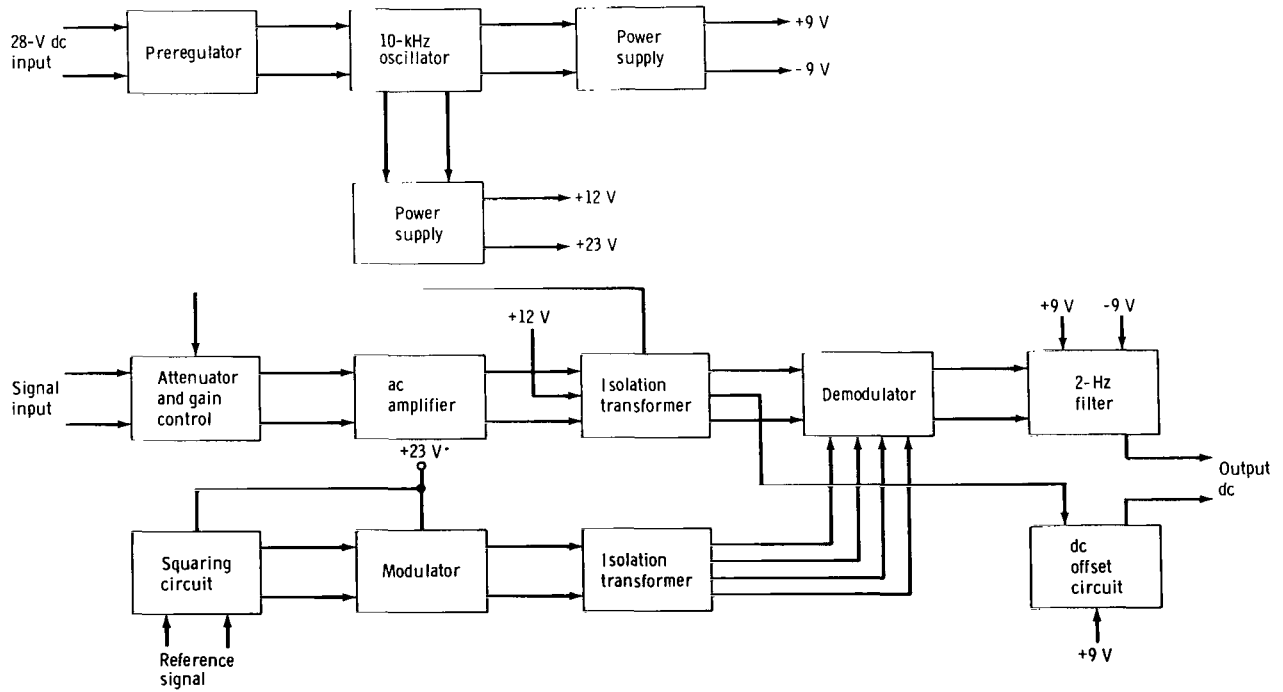 28-V dc
input
Preregulator
10-kHz
oscillator
Power
supply
+9 V
-9 V
Power
supply
+12 V
+23 V
Signal
input
Attenuator
and gain
control
ac
amplifier
+12 V
Isolation
transformer
Demodulator
+9 V
-9 V
2-Hz
filter
Output
dc
+23 V
Squaring
circuit
Modulator
Isolation
transformer
dc
offset
circuit
Reference
signal
+9 V